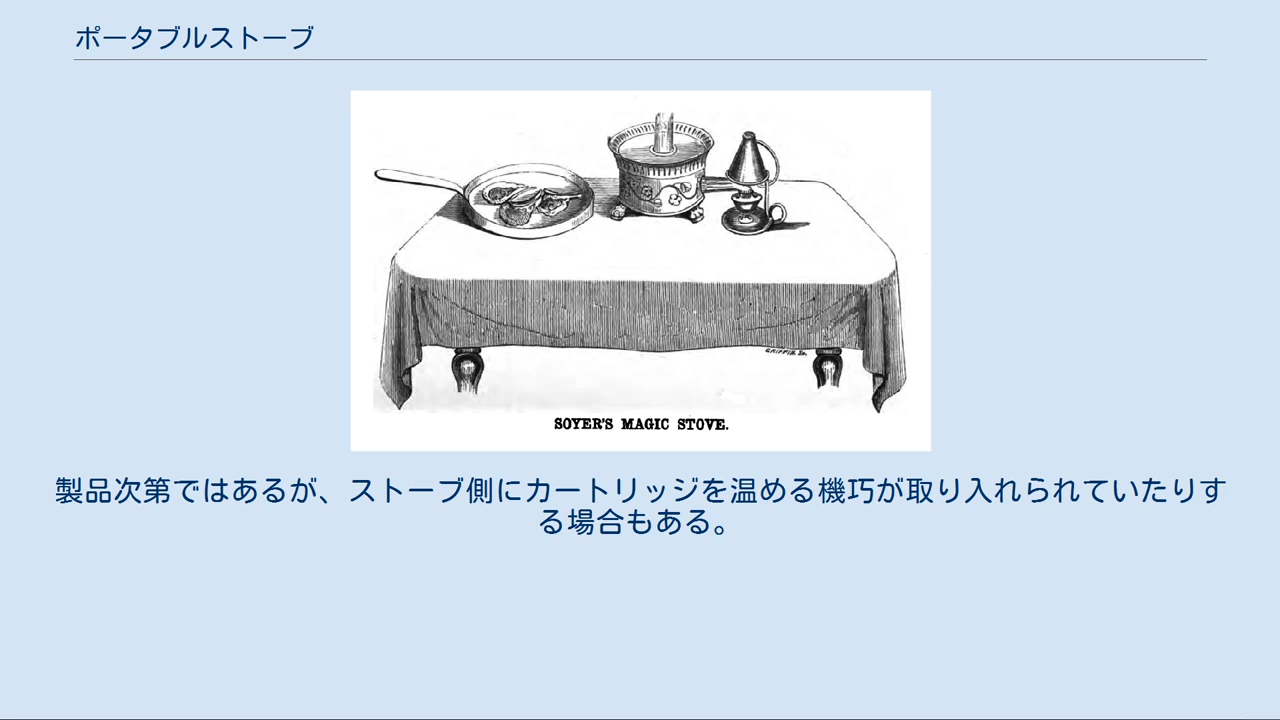 ポータブルストーブ
GRIFFIN Sc.
SOYER'S MAGIC STOVE.
製品次第ではあるが、ストーブ側にカートリッジを温める機巧が取り入れられていたりす
る場合もある。